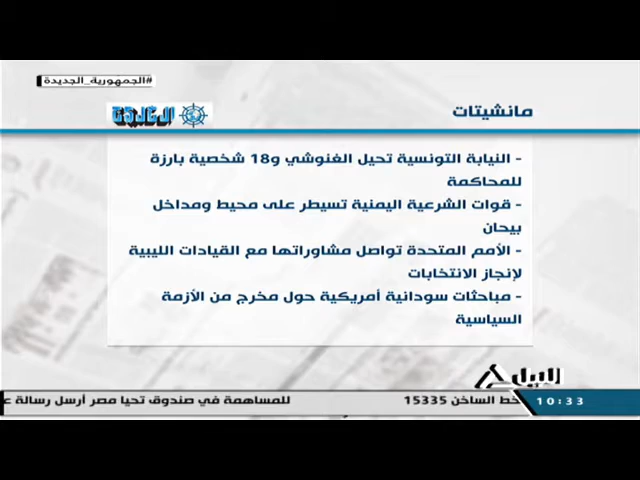 #الجمهورية_الجديدة
مانشيتات
الخليج
- النيابة التونسية تحيل الغنوشي و18 شخصية بارزة
للمحاكمة
- قوات الشرعية اليمنية تسيطر على محيط ومداخل
بيحان
- الأمم المتحدة تواصل مشاوراتها مع القيادات الليبية
لإنجاز الانتخابات
- مباحثات سودانية أمريكية حول مخرج من الأزمة
السياسية
النيل
10:33 خط الساخن 15335 للمساهمة في صندوق تحيا مصر أرسل رسالة